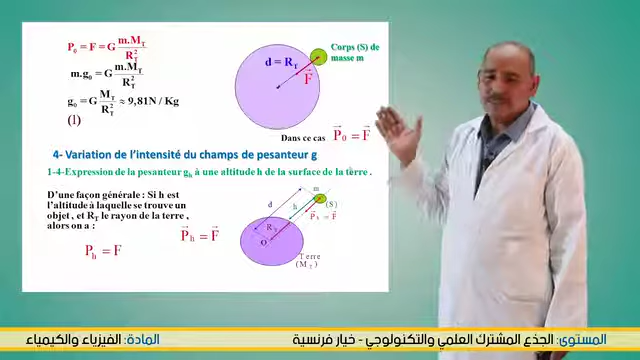 P₀ = F = G m.M_T / R_T²
m.g₀ = G m.M_T / R_T²
g₀ = G M_T / R_T² ≈ 9,81N / Kg
(1)
d = R_T
F
Corps (S) de
masse m
Dans ce cas P₀ = F
4- Variation de l'intensité du champs de pesanteur g
1-4-Expression de la pesanteur g_h à une altitude h de la surface de la terre .
D'une façon générale : Si h est
l'altitude à laquelle se trouve un
objet , et R_T le rayon de la terre ,
alors on a :
P_h = F
P_h = F
m
d
h
(S)
P_h = F
R_T
O
Terre
(M_T)
المستوى: الجذع المشترك العلمي والتكنولوجي - خيار فرنسية
المادة: الفيزياء والكيمياء